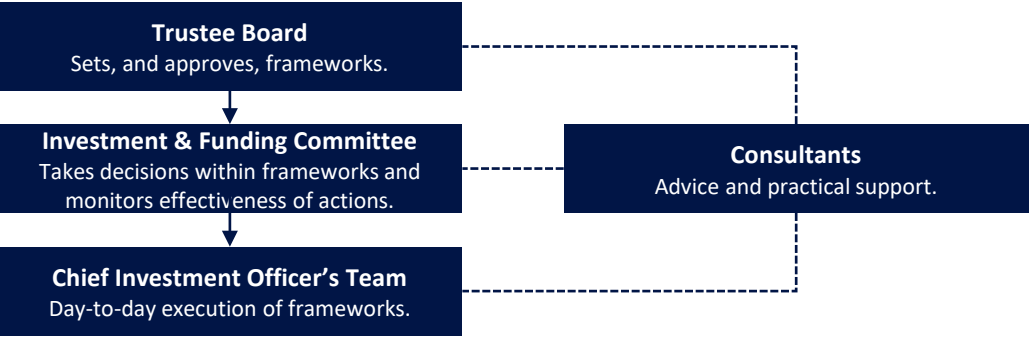 Trustee Board
Sets, and approves, frameworks.
Investment & Funding Committee
Takes decisions within frameworks and
monitors effectiveness of actions.
Consultants
Advice and practical support.
Chief Investment Officer’s Team
Day-to-day execution of frameworks.